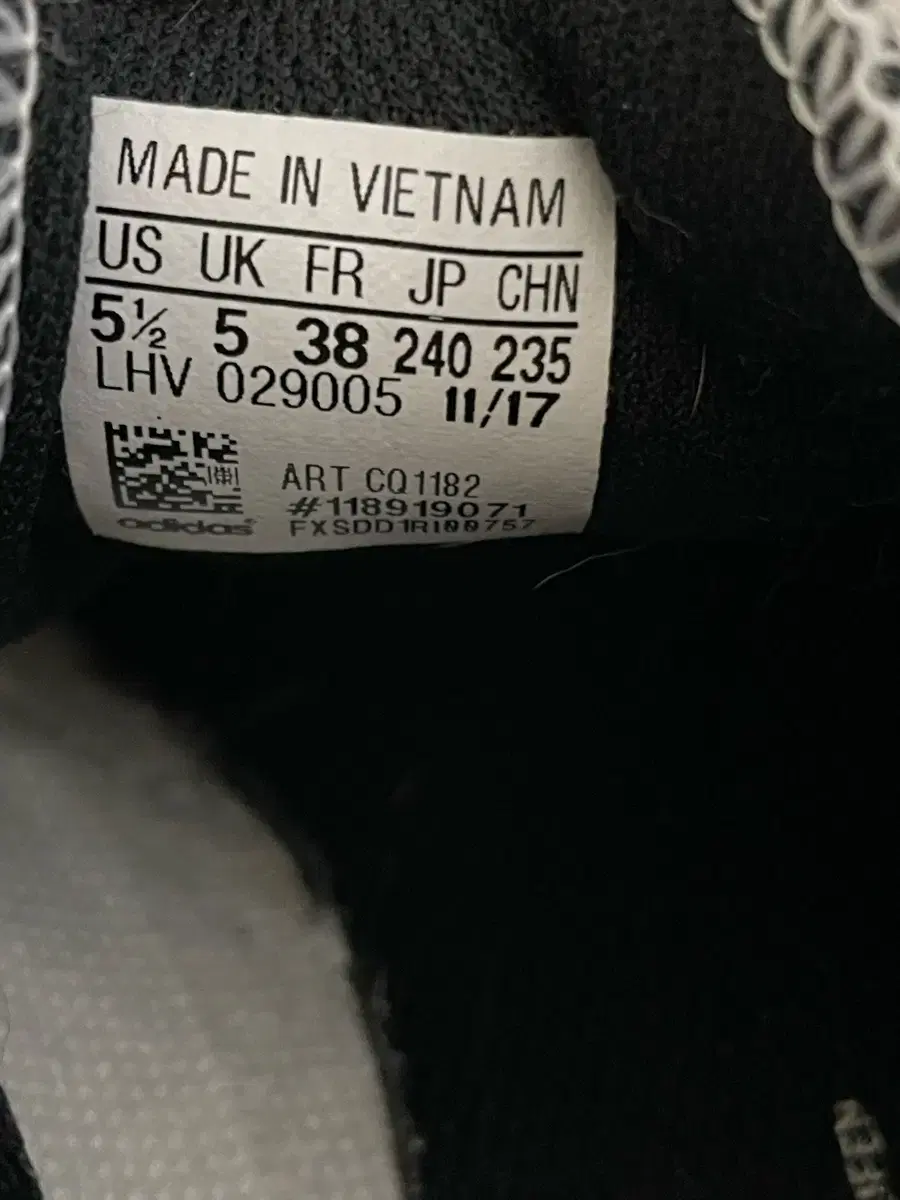 MADE IN VIETNAM
US UK FR JP CHN
5½ 5 38 240 235
LHV 029005 11/17
ART CQ1182
#118919071
adidas
FXSDD1RI00757